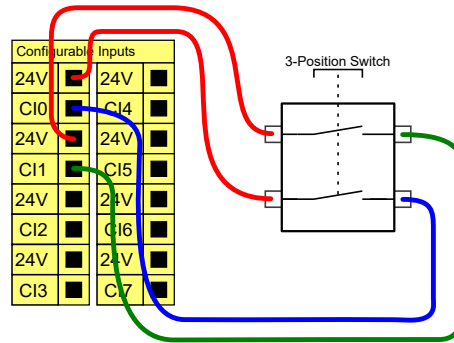 Configurable Inputs
24V 24V
CI0 CI4
24V 24V
CI1 CI5
24V 24V
CI2 CI6
24V 24V
CI3 CI7
3-Position Switch